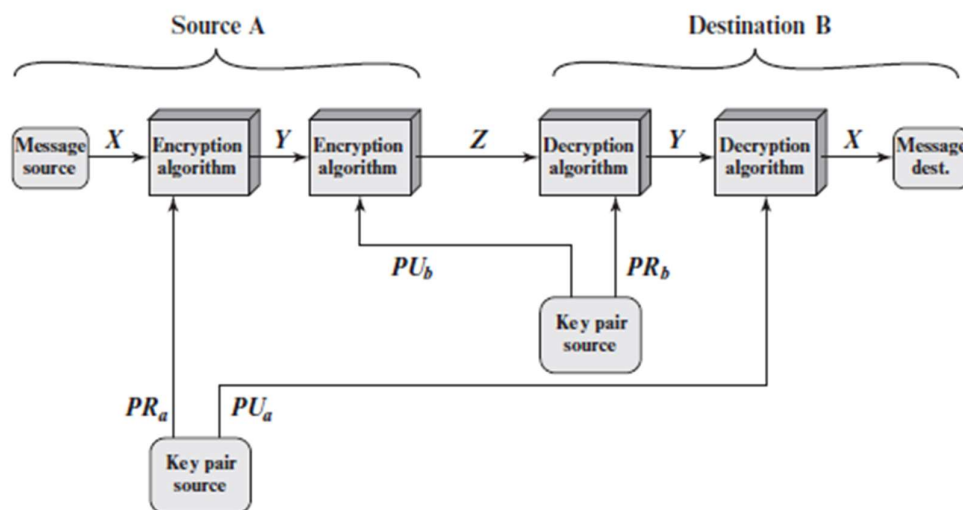 Source A
Destination B
Message
source
X
Encryption
algorithm
Y
Encryption
algorithm
Z
Decryption
algorithm
Y
Decryption
algorithm
X
Message
dest.
PUb
PRb
Key pair
source
PRa
PUa
Key pair
source